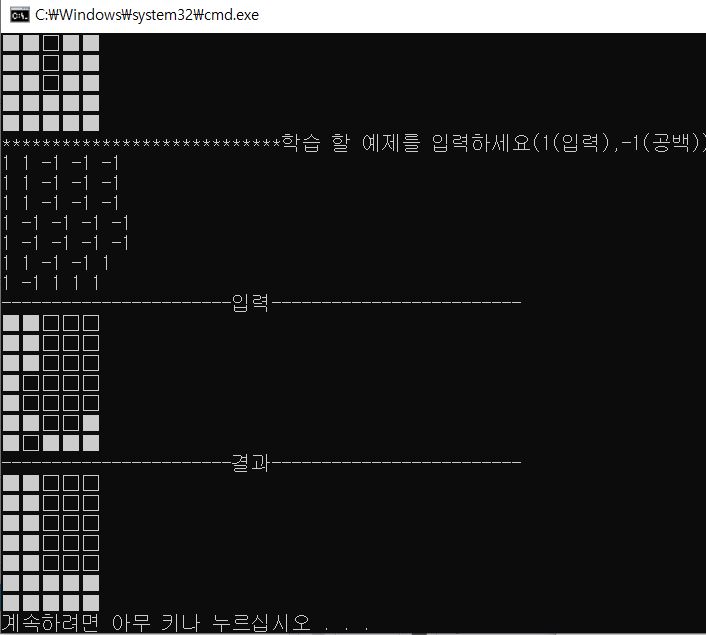 C:\Windows\system32\cmd.exe
■■□■■
■■□■■
■■□■■
■■■■■
■■■■■
****************************학습 할 예제를 입력하세요(1(입력),-1(공백))
1 1 -1 -1 -1
1 1 -1 -1 -1
1 1 -1 -1 -1
1 -1 -1 -1 -1
1 -1 -1 -1 -1
1 1 -1 -1 1
1 -1 1 1 1
-----------------------입력-------------------------
■■□□□
■■□□□
■■□□□
■□□□□
■□□□□
■■□□■
■□■■■
-----------------------결과-------------------------
■■□□□
■■□□□
■■□□□
■■□□□
■■□□□
■■■■■
■■■■■
계속하려면 아무 키나 누르십시오 . . .